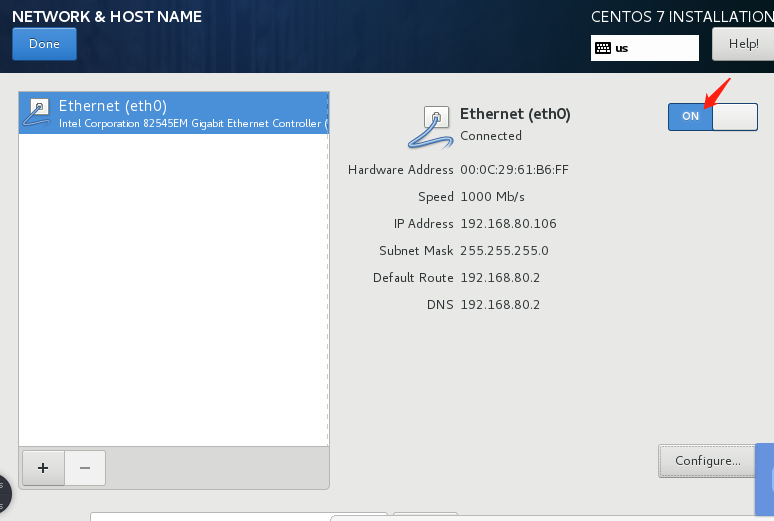 NETWORK & HOST NAME
CENTOS 7 INSTALLATION
Done
us
Help!
Ethernet (eth0)
Intel Corporation 82545EM Gigabit Ethernet Controller (
Ethernet (eth0)
Connected
ON
Hardware Address 00:0C:29:61:B6:FF
Speed 1000 Mb/s
IP Address 192.168.80.106
Subnet Mask 255.255.255.0
Default Route 192.168.80.2
DNS 192.168.80.2
+ −
Configure...